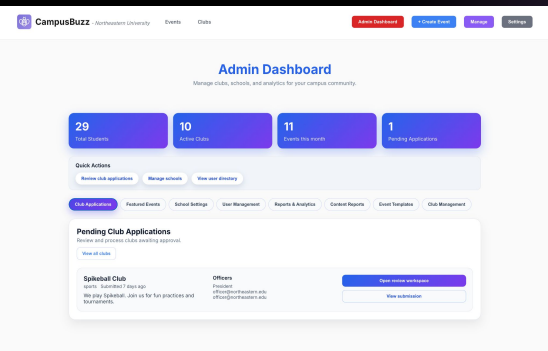 CampusBuzz - Northeastern University Events Clubs Admin Dashboard + Create Event Manage Settings
Admin Dashboard
Manage clubs, schools, and analytics for your campus community.
29 10 11 1
Total Students Active Clubs Events this month Pending Applications
Quick Actions
Review club applications Manage schools View user directory
Club Applications Featured Events School Settings User Management Reports & Analytics Content Reports Event Templates Club Management
Pending Club Applications
Review and process clubs awaiting approval.
View all clubs
Spikeball Club
sports · Submitted 7 days ago
We play Spikeball. Join us for fun practices and
tournaments.
Officers
President
officer@northeastern.edu
officer@northeastern.edu
Open review workspace
View submission